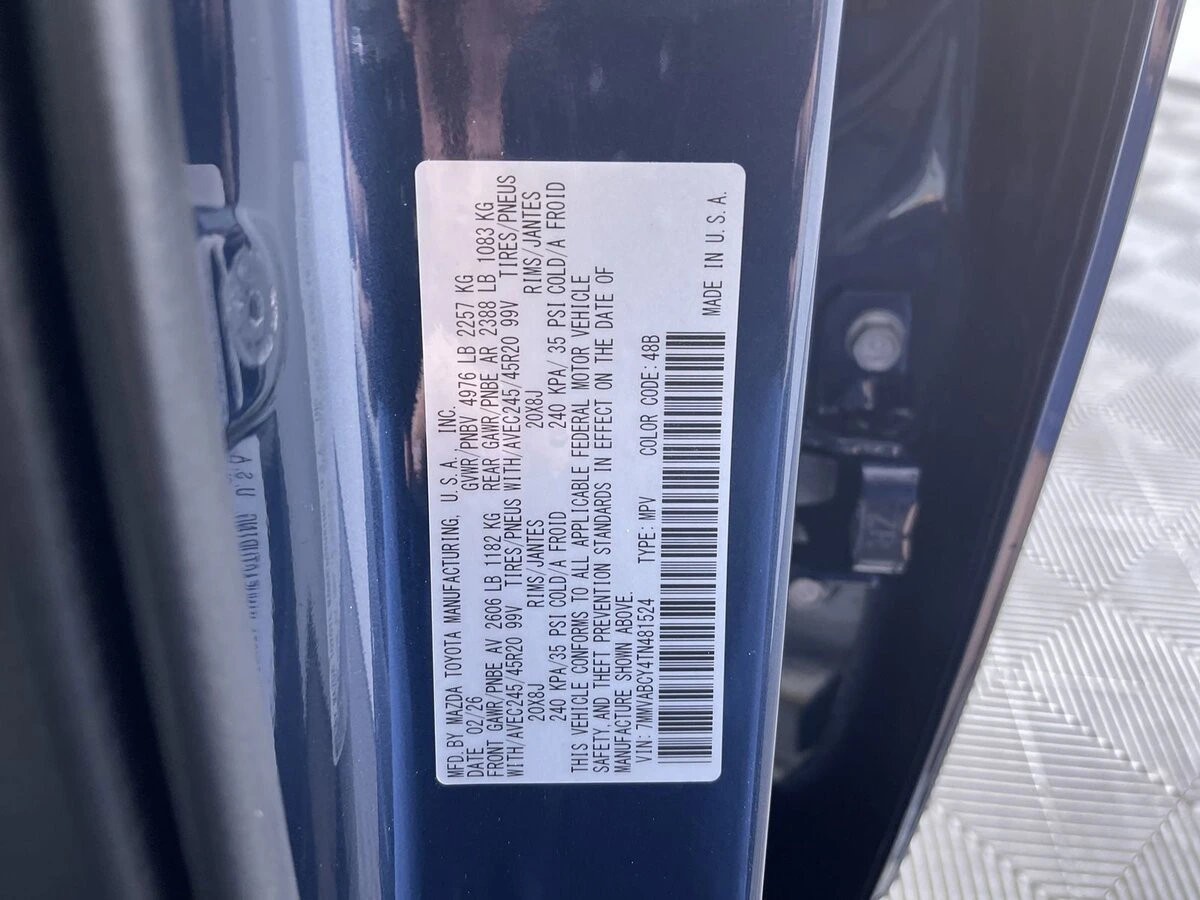 MFD. BY MAZDA TOYOTA MANUFACTURING, U. S. A. INC.
DATE 02/26 GVWR/PNBV 4976 LB 2257 KG
FRONT GAWR/PNBE AV 2606 LB 1182 KG REAR GAWR/PNBE AR 2388 LB 1083 KG
WITH/AVEC245/45R20 99V TIRES/PNEUS WITH/AVEC245/45R20 99V TIRES/PNEUS
20X8J RIMS/JANTES 20X8J RIMS/JANTES
240 KPA/35 PSI COLD/A FROID 240 KPA/ 35 PSI COLD/A FROID
THIS VEHICLE CONFORMS TO ALL APPLICABLE FEDERAL MOTOR VEHICLE
SAFETY, AND THEFT PREVENTION STANDARDS IN EFFECT ON THE DATE OF
MANUFACTURE SHOWN ABOVE.
VIN: 7MMVABCY4TN481524 TYPE: MPV COLOR CODE: 48B
MADE IN U. S. A.